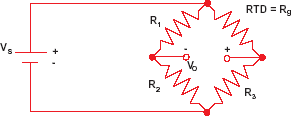 R1
RTD = Rg
VS
+
-
-
+
VO
R2
R3